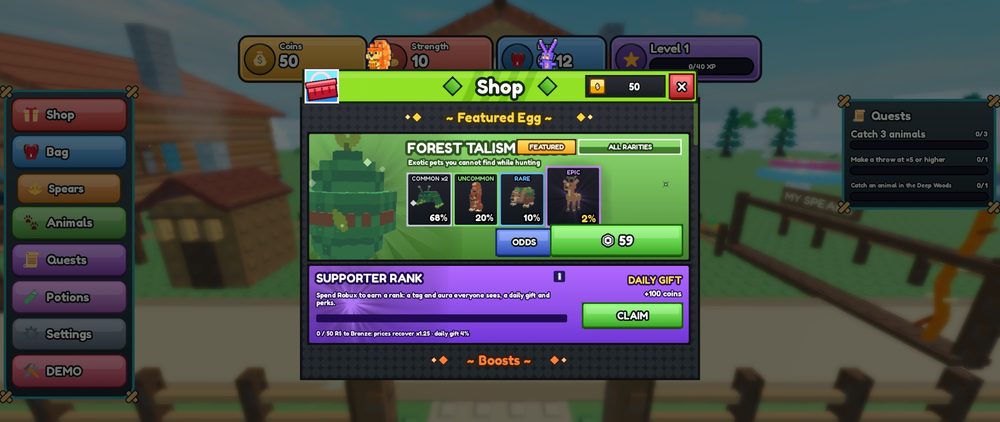 Coins
50
Strength
10
12
Level 1
0/40 XP
Shop
50
Shop
Bag
Spears
Animals
Quests
Potions
Settings
DEMO
~ Featured Egg ~
FOREST TALISM
FEATURED
ALL RARITIES
Exotic pets you cannot find while hunting
COMMON x2
68%
UNCOMMON
20%
RARE
10%
EPIC
2%
ODDS
59
SUPPORTER RANK
Spend Robux to earn a rank: a tag and aura everyone sees, a daily gift and
perks.
0 / 50 R$ to Bronze: prices recover x1.25 · daily gift 4%
DAILY GIFT
+100 coins
CLAIM
~ Boosts ~
Quests
Catch 3 animals
0/3
Make a throw at x5 or higher
0/1
Catch an animal in the Deep Woods
0/1
MY SPEA